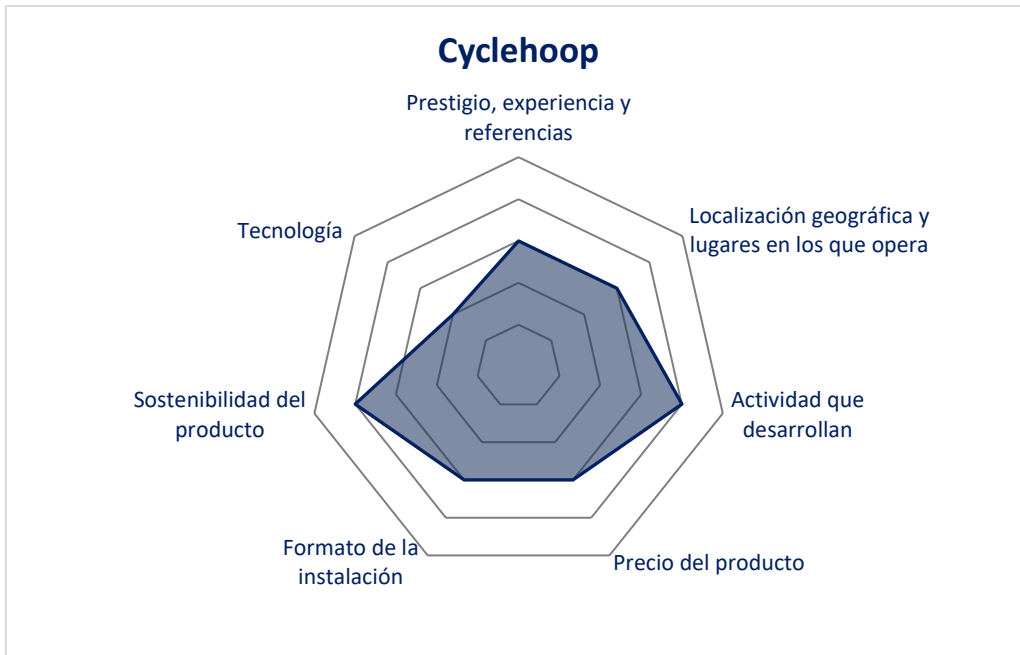 Cyclehoop
Prestigio, experiencia y
referencias
Localización geográfica y
lugares en los que opera
Actividad que
desarrollan
Precio del producto
Formato de la
instalación
Sostenibilidad del
producto
Tecnología